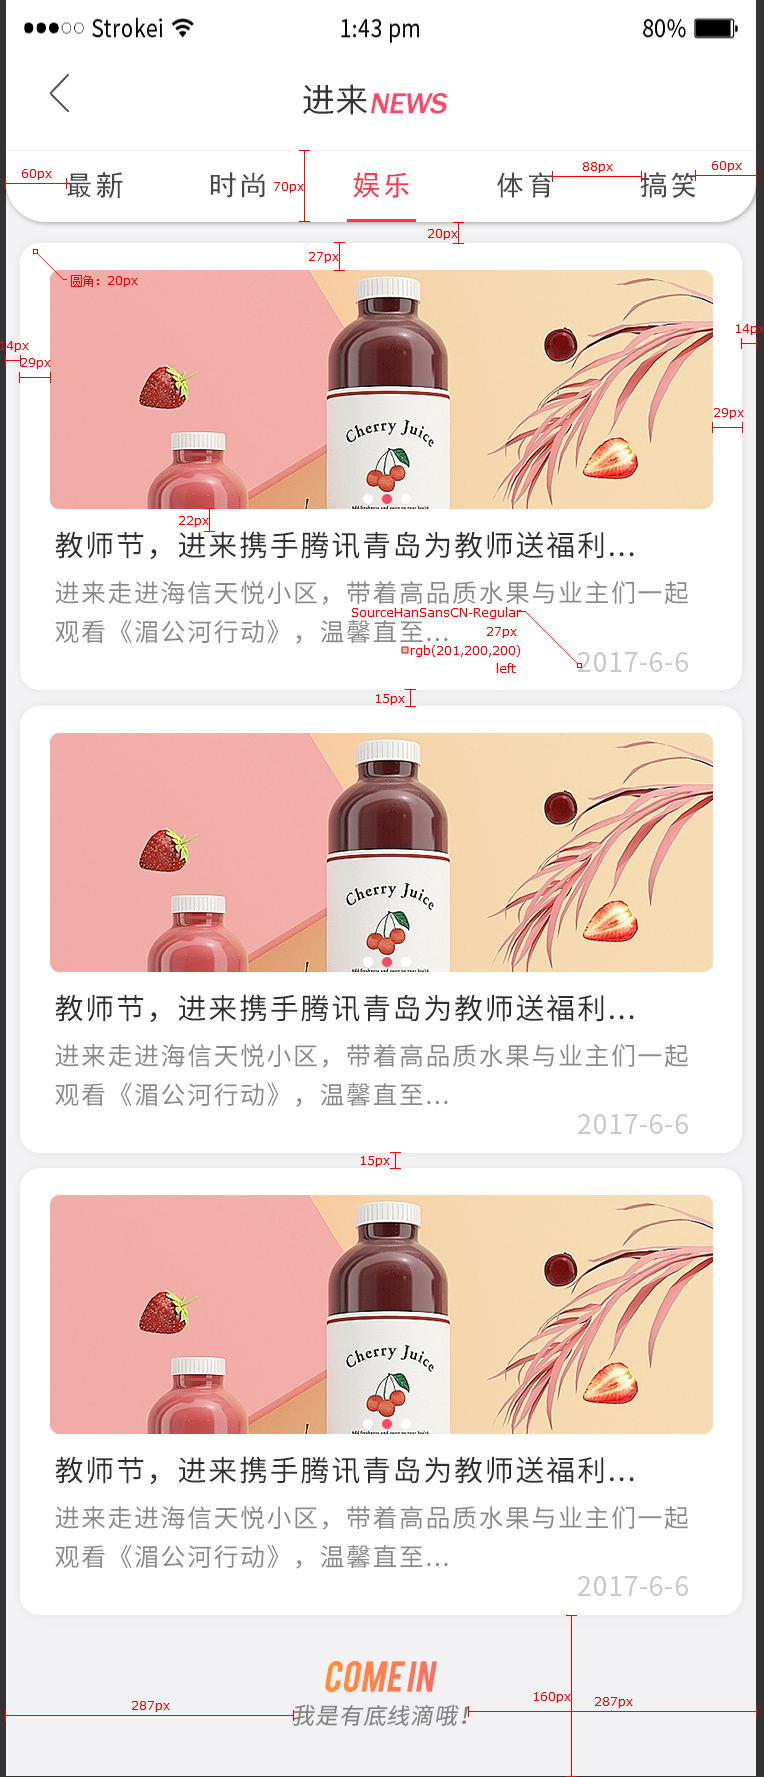 Strokei 1:43 pm 80%
进来NEWS
60px 最新 时尚 70px 娱乐 体育 88px 搞笑 60px
20px
27px
圆角：20px
14px 14px
29px 29px
Cherry Juice
22px
教师节，进来携手腾讯青岛为教师送福利...
进来走进海信天悦小区，带着高品质水果与业主们一起
观看《湄公河行动》，温馨直至...
SourceHanSansCN-Regular
27px
rgb(201,200,200)
left
2017-6-6
15px
Cherry Juice
教师节，进来携手腾讯青岛为教师送福利...
进来走进海信天悦小区，带着高品质水果与业主们一起
观看《湄公河行动》，温馨直至...
2017-6-6
15px
Cherry Juice
教师节，进来携手腾讯青岛为教师送福利...
进来走进海信天悦小区，带着高品质水果与业主们一起
观看《湄公河行动》，温馨直至...
2017-6-6
COME IN
287px 160px 287px
我是有底线滴哦！